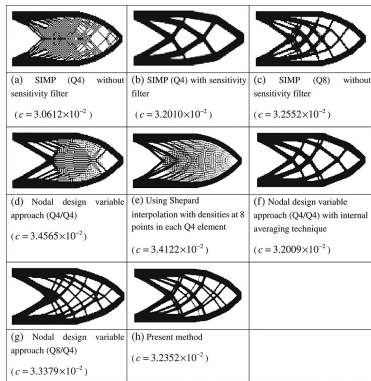 (a) SIMP (Q4) without
sensitivity filter
(c = 3.0612×10⁻²)
(b) SIMP (Q4) with sensitivity
filter
(c = 3.2010×10⁻²)
(c) SIMP (Q8) without
sensitivity filter
(c = 3.2552×10⁻²)
(d) Nodal design variable
approach (Q4/Q4)
(c = 3.4565×10⁻²)
(e) Using Shepard
interpolation with densities at 8
points in each Q4 element
(c = 3.4122×10⁻²)
(f) Nodal design variable
approach (Q4/Q4) with internal
averaging technique
(c = 3.2009×10⁻²)
(g) Nodal design variable
approach (Q8/Q4)
(c = 3.3379×10⁻²)
(h) Present method
(c = 3.2352×10⁻²)